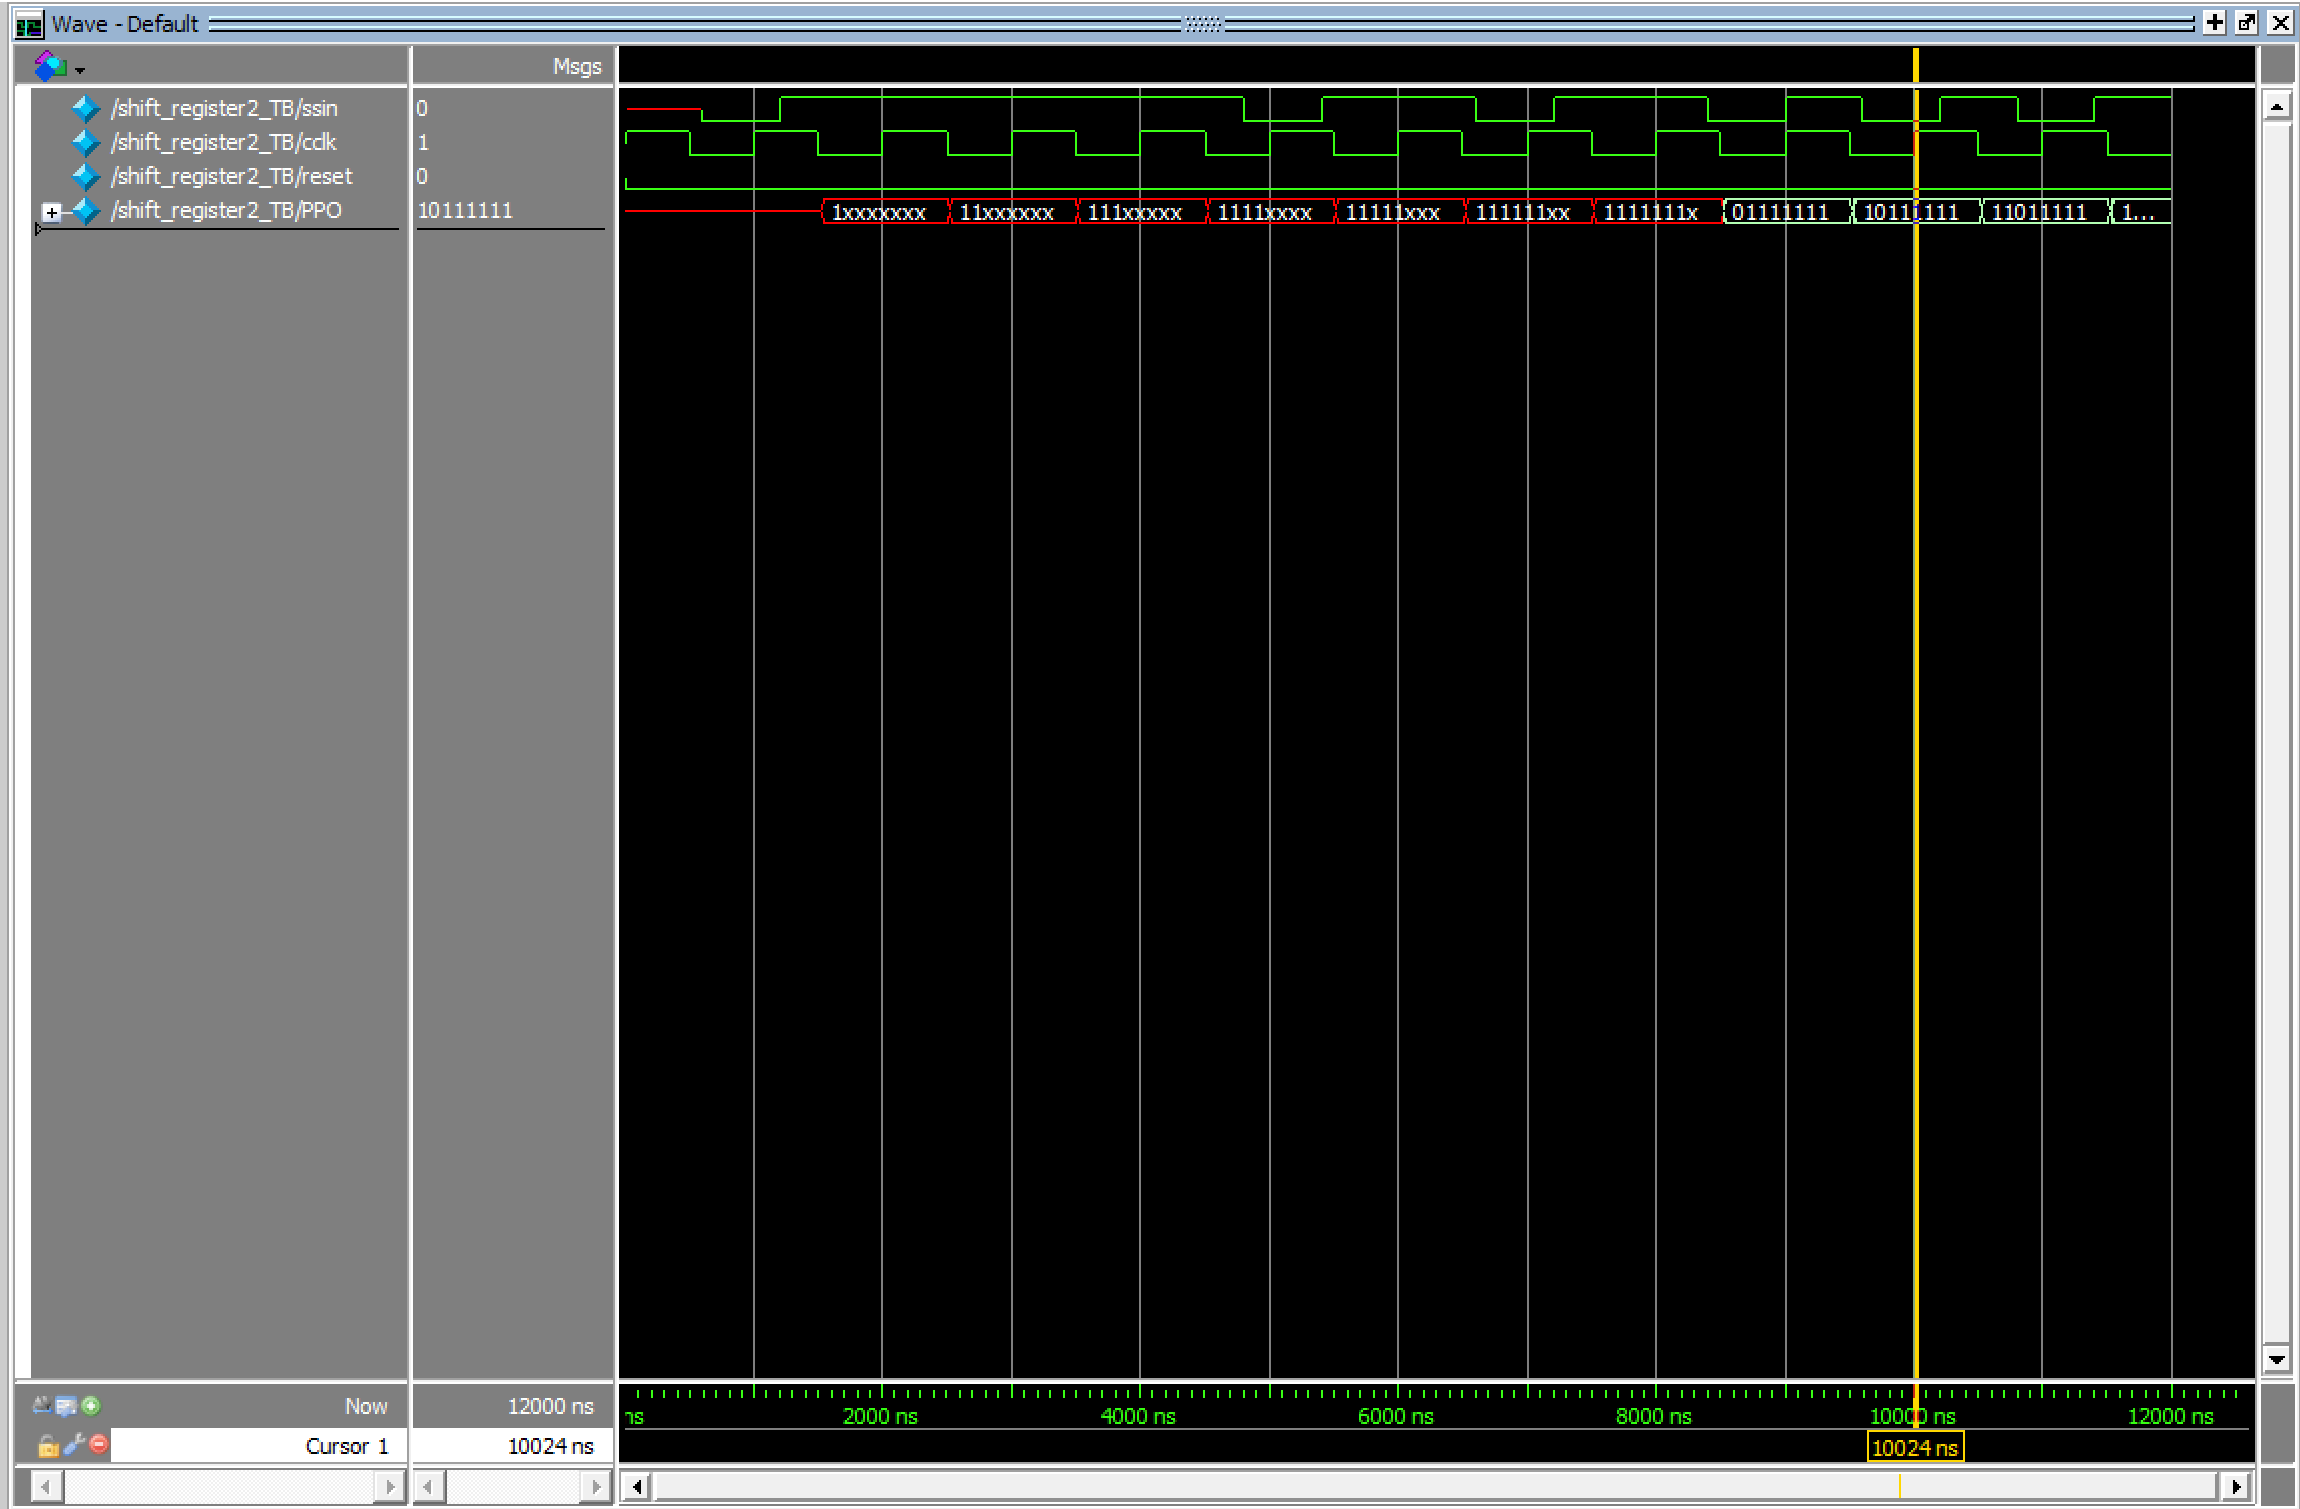 Wave - Default
Msgs
/shift_register2_TB/ssin 0
/shift_register2_TB/cclk 1
/shift_register2_TB/reset 0
/shift_register2_TB/PPO 10111111 1xxxxxxx 11xxxxxx 111xxxxx 1111xxxx 11111xxx 111111xx 1111111x 01111111 10111111 11011111 1...
Now 12000 ns ns 2000 ns 4000 ns 6000 ns 8000 ns 10000 ns 12000 ns
Cursor 1 10024 ns 10024 ns